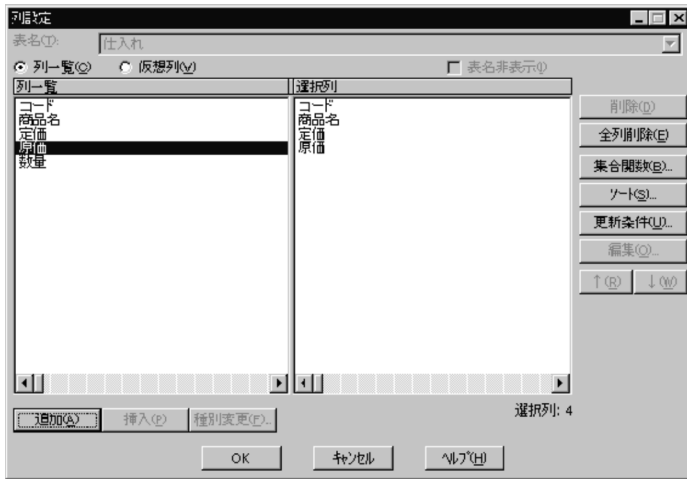 列設定
表名(T): 仕入れ
列一覧(C) 仮想列(V) 表名非表示(I)
列一覧 選択列
コード
商品名
定価
原価
数量
コード
商品名
定価
原価
削除(D)
全列削除(E)
集合関数(B)...
ソート(S)...
更新条件(U)...
編集(O)...
↑(R) ↓(W)
選択列: 4
追加(A) 挿入(P) 種別変更(F)...
OK キャンセル ヘルプ(H)